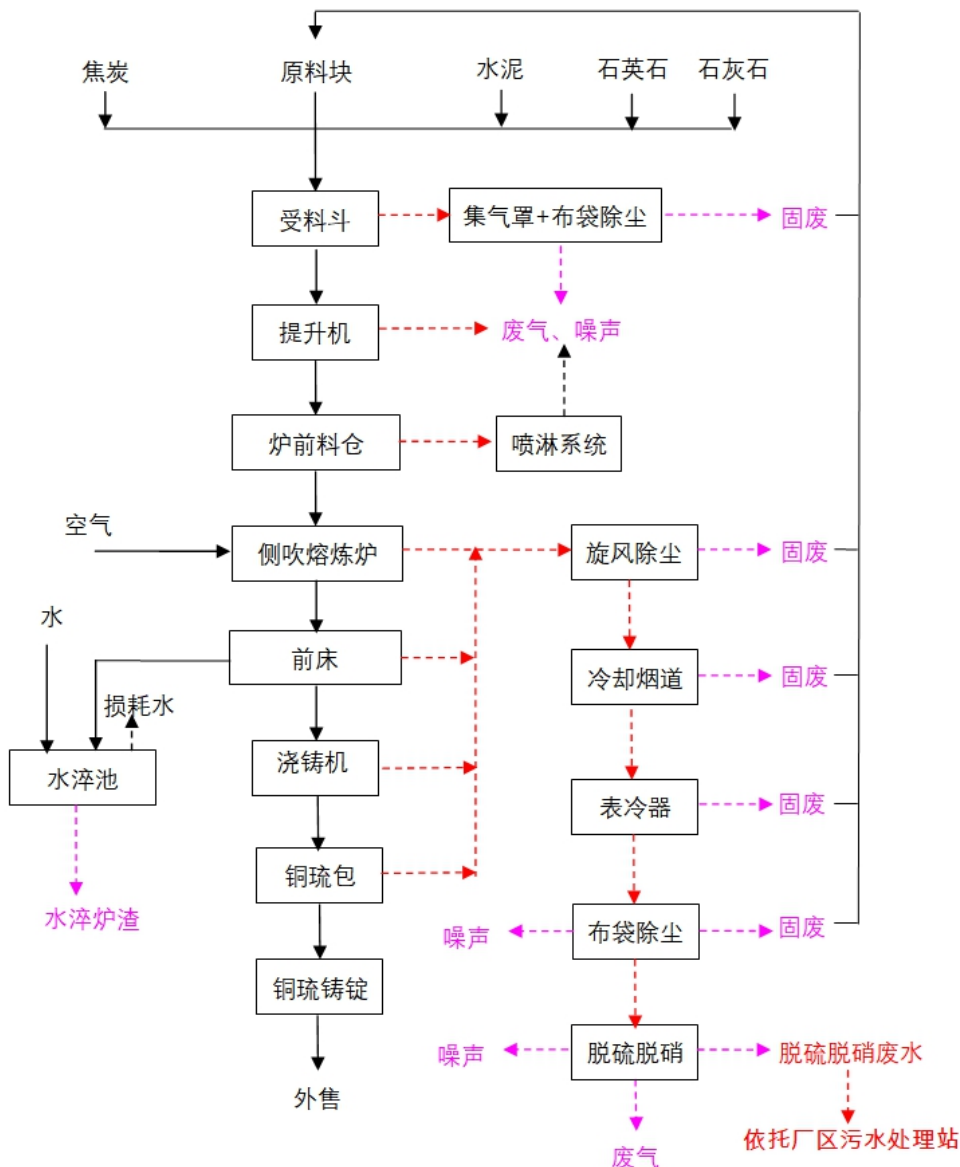 焦炭
原料块
水泥
石英石
石灰石
受料斗
集气罩+布袋除尘
固废
提升机
废气、噪声
炉前料仓
喷淋系统
空气
侧吹熔炼炉
旋风除尘
固废
水
前床
冷却烟道
固废
损耗水
水淬池
浇铸机
表冷器
固废
铜琉包
水淬炉渣
噪声
布袋除尘
固废
铜琉铸锭
噪声
脱硫脱硝
脱硫脱硝废水
外售
废气
依托厂区污水处理站